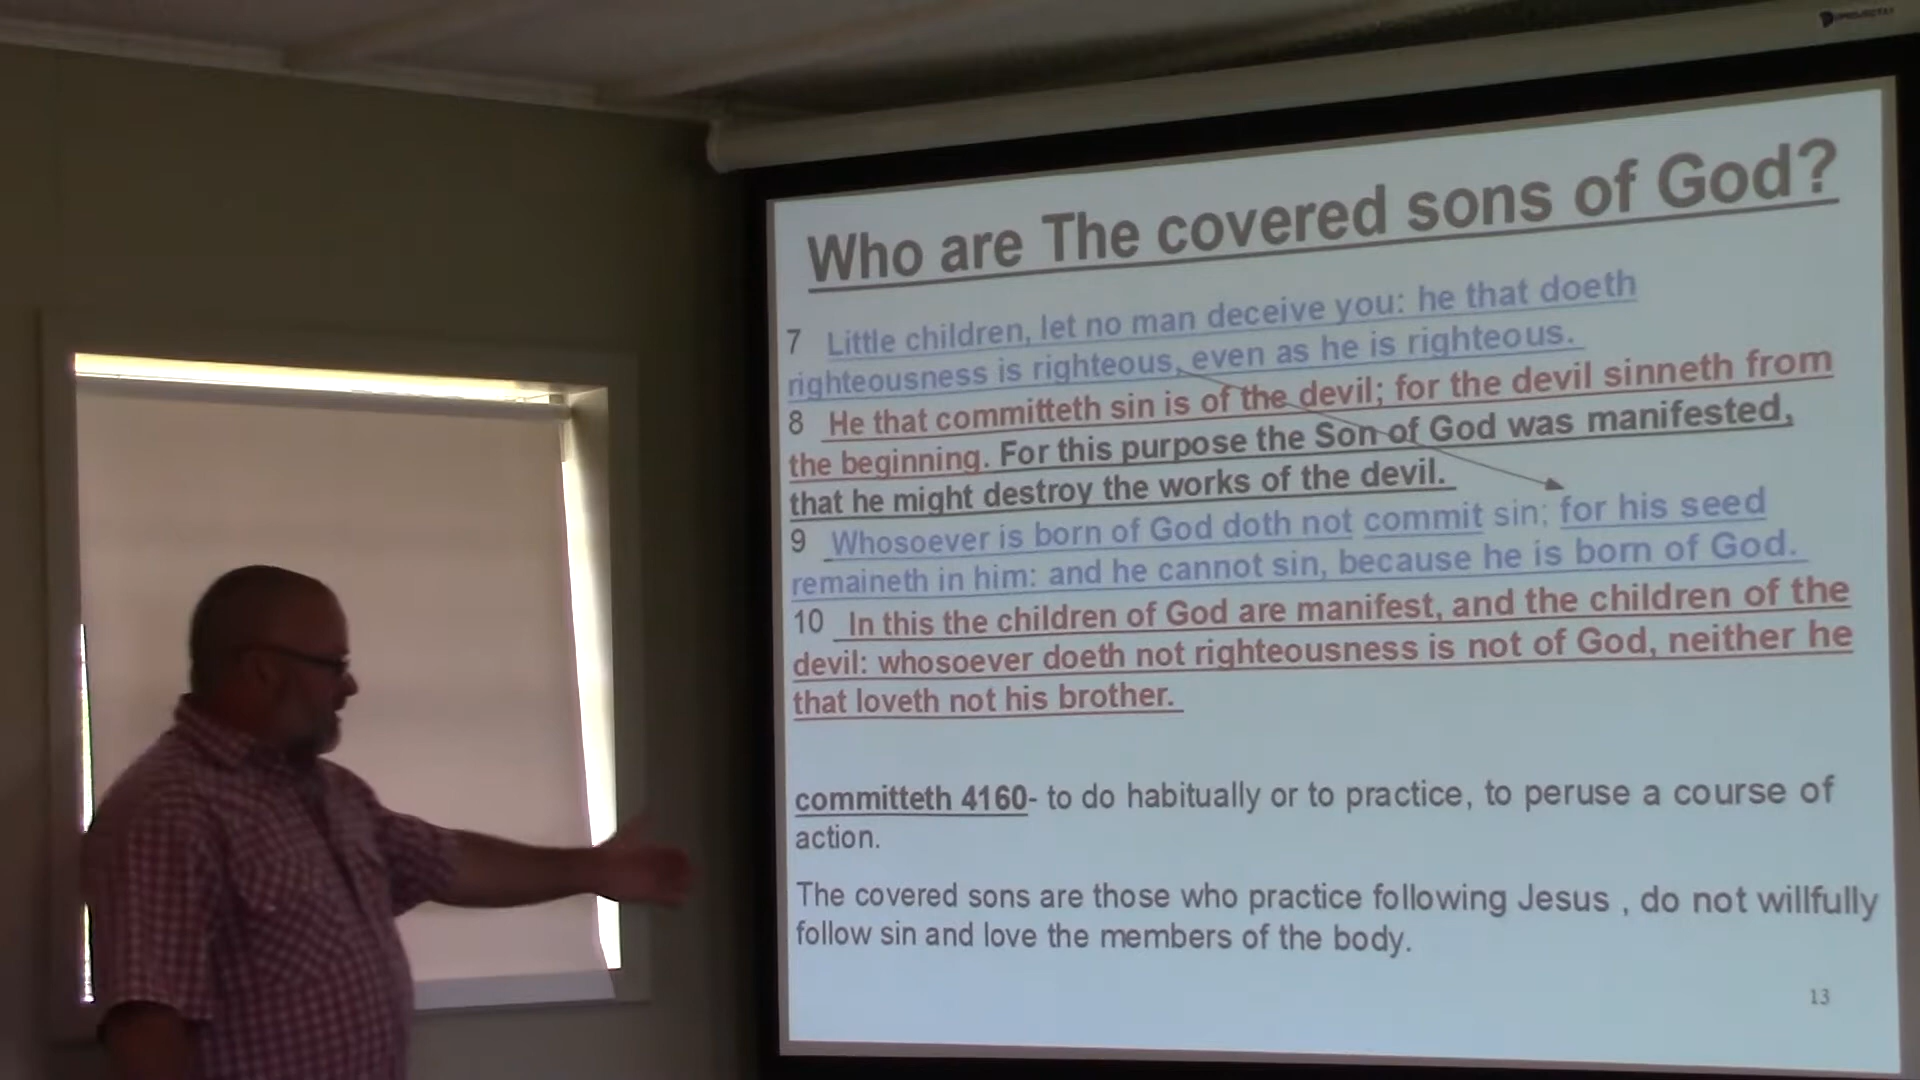 Who are The covered sons of God?
7 Little children, let no man deceive you: he that doeth
righteousness is righteous, even as he is righteous.
8 He that committeth sin is of the devil; for the devil sinneth from
the beginning. For this purpose the Son of God was manifested,
that he might destroy the works of the devil.
9 Whosoever is born of God doth not commit sin; for his seed
remaineth in him: and he cannot sin, because he is born of God.
10 In this the children of God are manifest, and the children of the
devil: whosoever doeth not righteousness is not of God, neither he
that loveth not his brother.
committeth 4160- to do habitually or to practice, to peruse a course of
action.
The covered sons are those who practice following Jesus , do not willfully
follow sin and love the members of the body.
13